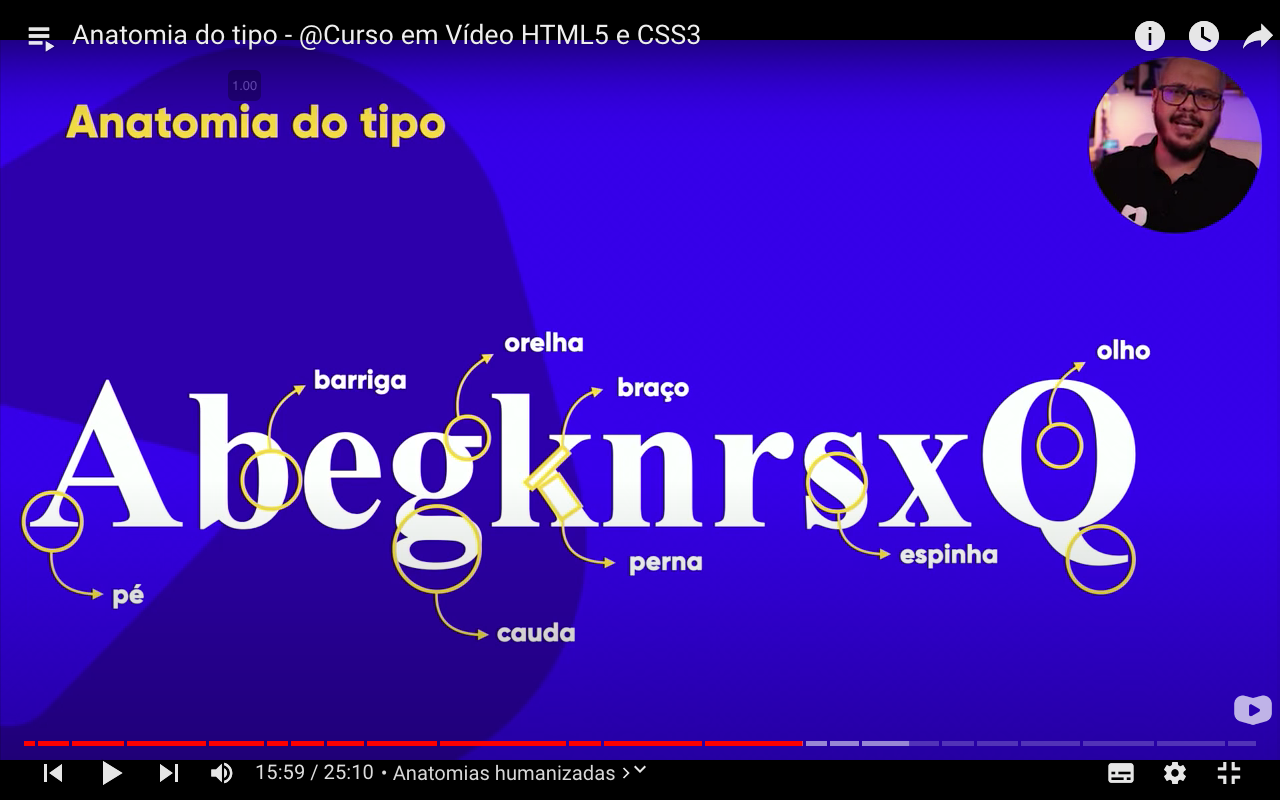 Anatomia do tipo - @Curso em Vídeo HTML5 e CSS3
1.00
Anatomia do tipo
orelha
olho
barriga
braço
AbegknrsxQ
espinha
perna
pé
cauda
15:59 / 25:10 • Anatomias humanizadas